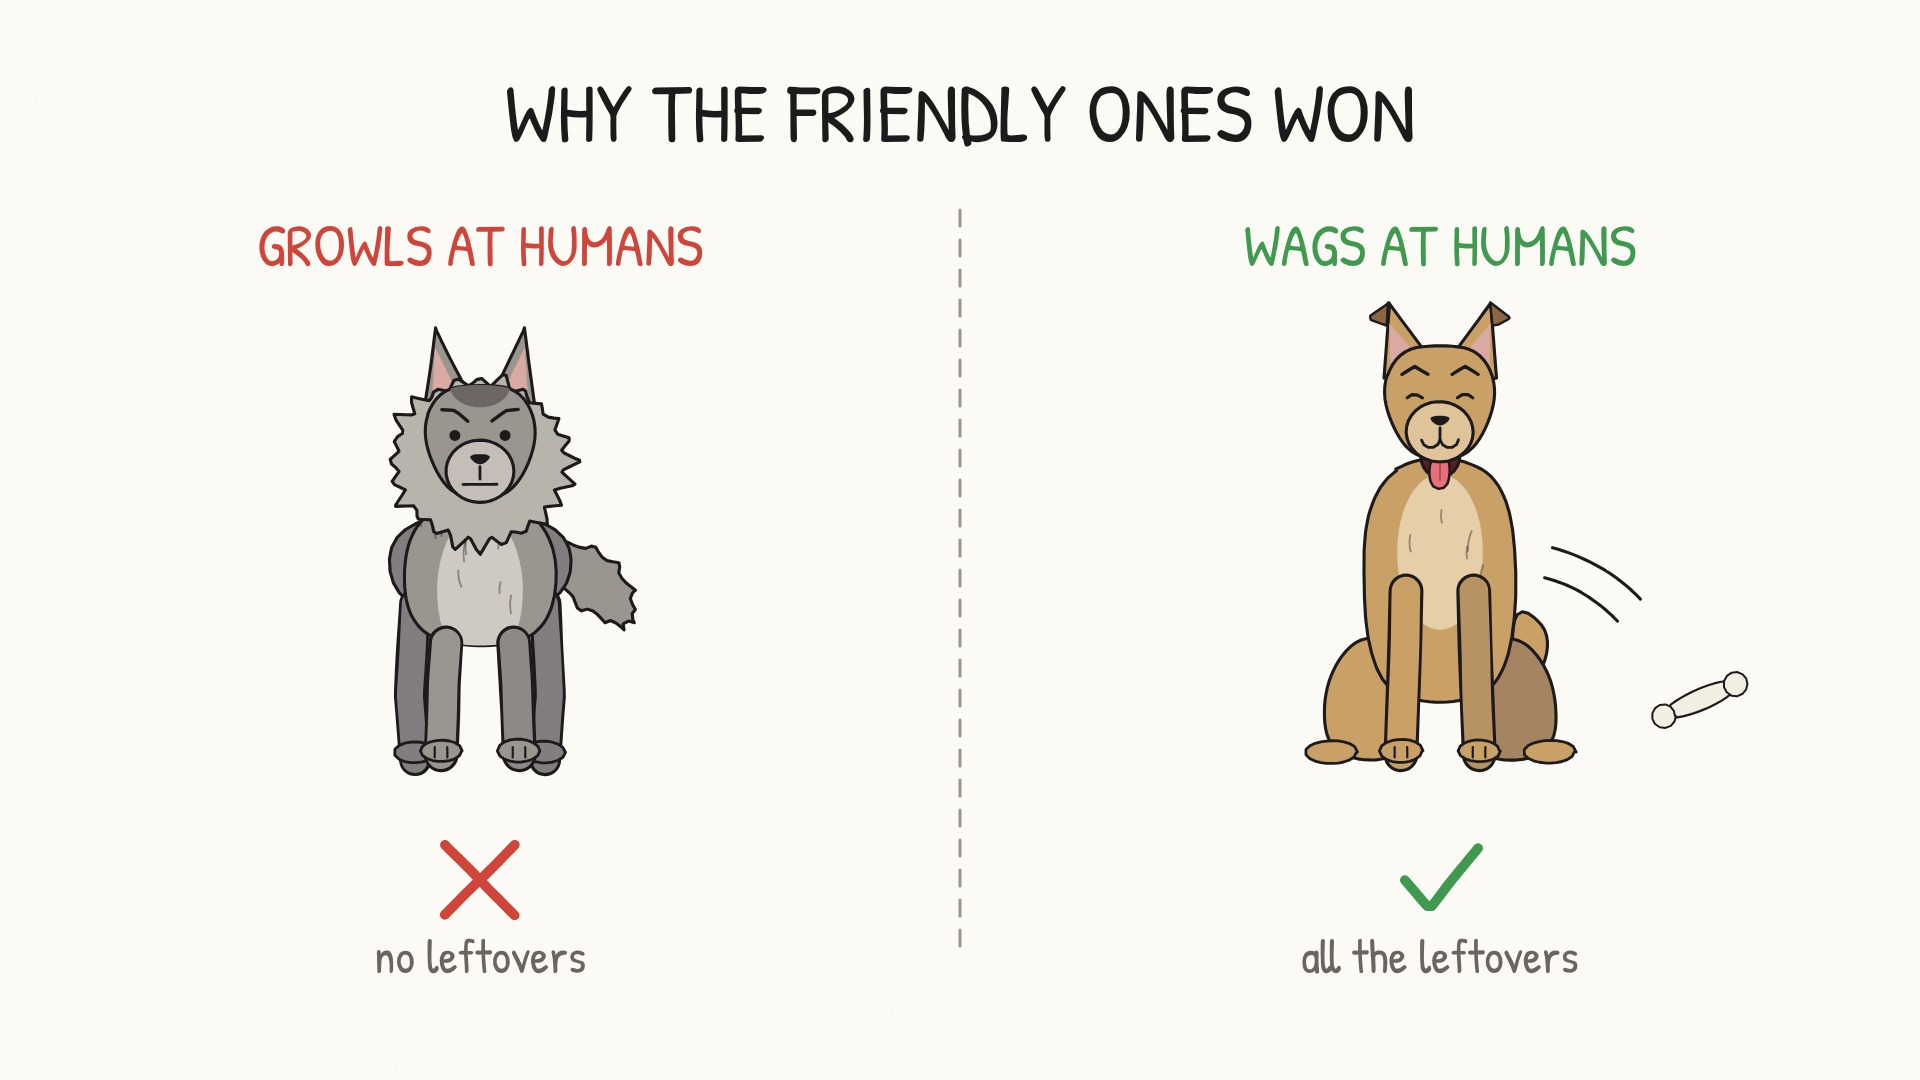 WHY THE FRIENDLY ONES WON
GROWLS AT HUMANS
WAGS AT HUMANS
no leftovers
all the leftovers